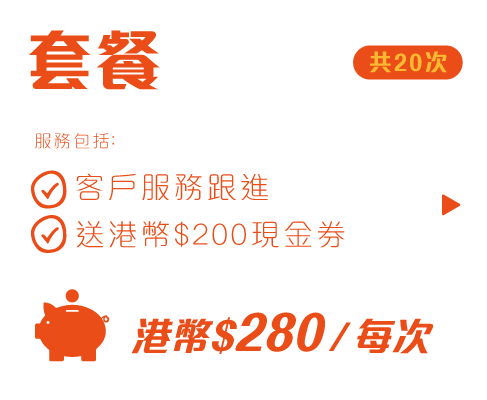 套餐
共20次
服務包括:
客戶服務跟進
送港幣$200現金券
港幣$280/每次